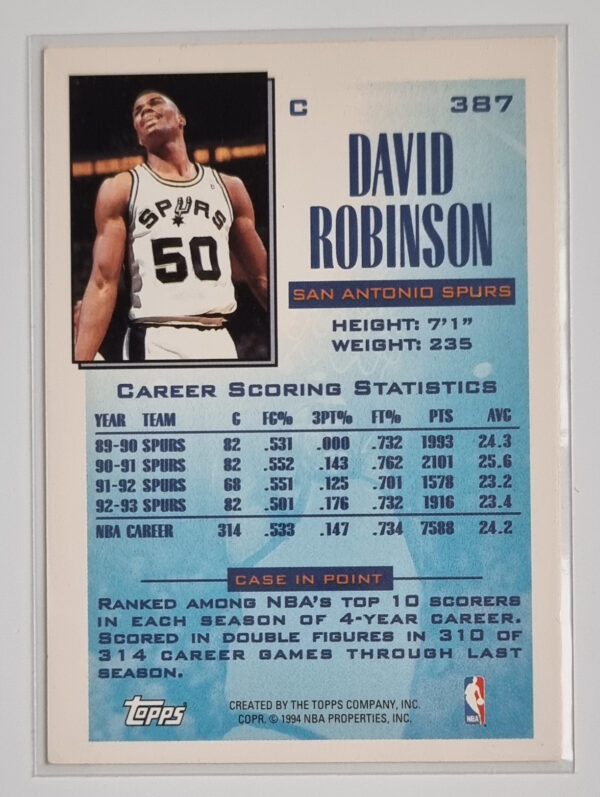 C 387
DAVID
ROBINSON
SAN ANTONIO SPURS
HEIGHT: 7'1"
WEIGHT: 235
SPURS
50
CAREER SCORING STATISTICS
YEAR TEAM G FG% 3PT% FT% PTS AVG
89-90 SPURS 82 .531 .000 .732 1993 24.3
90-91 SPURS 82 .552 .143 .762 2101 25.6
91-92 SPURS 68 .551 .125 .701 1578 23.2
92-93 SPURS 82 .501 .176 .732 1916 23.4
NBA CAREER 314 .533 .147 .734 7588 24.2
CASE IN POINT
RANKED AMONG NBA'S TOP 10 SCORERS
IN EACH SEASON OF 4-YEAR CAREER.
SCORED IN DOUBLE FIGURES IN 310 OF
314 CAREER GAMES THROUGH LAST
SEASON.
TOPPS
CREATED BY THE TOPPS COMPANY, INC.
COPR. © 1994 NBA PROPERTIES, INC.
NBA